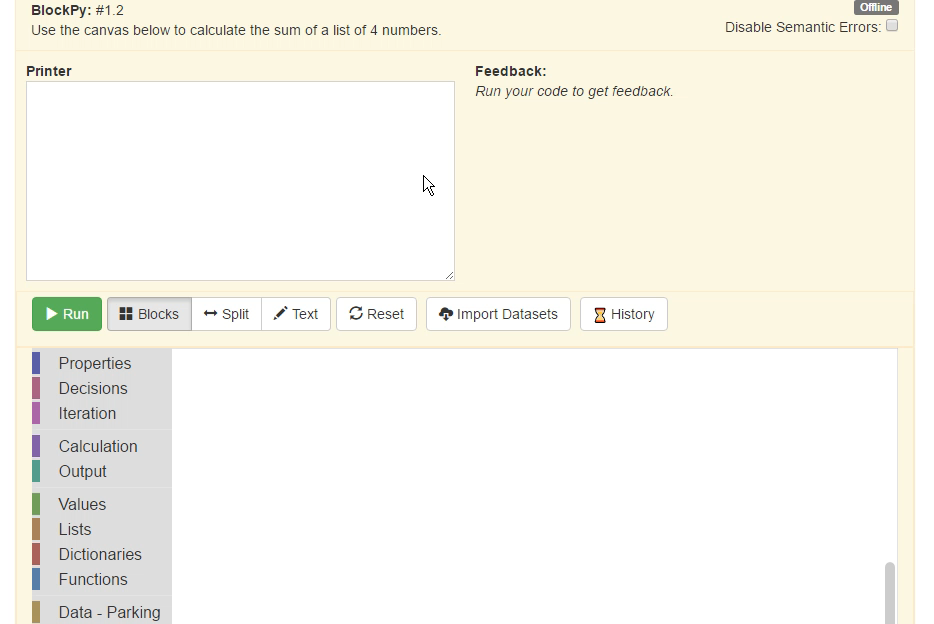 BlockPy: #1.2
Offline
Use the canvas below to calculate the sum of a list of 4 numbers.
Disable Semantic Errors:
Printer
Feedback:
Run your code to get feedback.
Run
Blocks
Split
Text
Reset
Import Datasets
History
Properties
Decisions
Iteration
Calculation
Output
Values
Lists
Dictionaries
Functions
Data - Parking